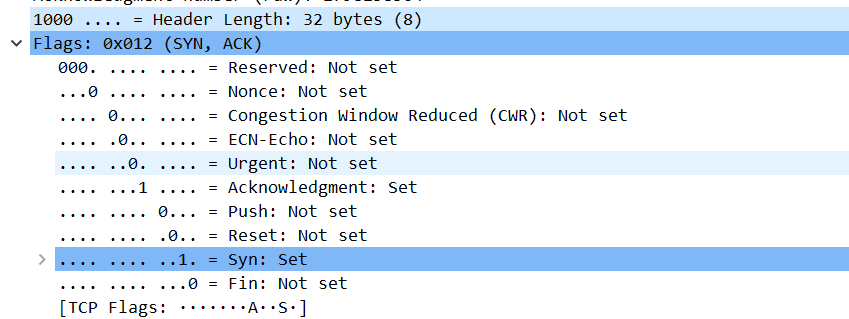 1000 .... = Header Length: 32 bytes (8)
Flags: 0x012 (SYN, ACK)
000. .... .... = Reserved: Not set
...0 .... .... = Nonce: Not set
.... 0... .... = Congestion Window Reduced (CWR): Not set
.... .0.. .... = ECN-Echo: Not set
.... ..0. .... = Urgent: Not set
.... ...1 .... = Acknowledgment: Set
.... .... 0... = Push: Not set
.... .... .0.. = Reset: Not set
.... .... ..1. = Syn: Set
.... .... ...0 = Fin: Not set
[TCP Flags: ·······A··S·]